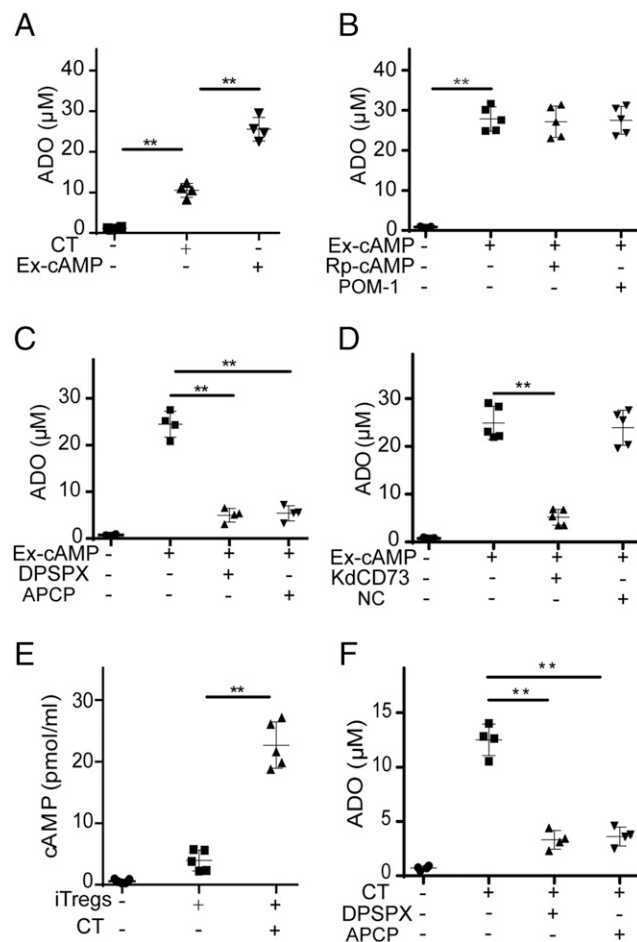 A
ADO (μM)
40
30
20
10
0
**
**
CT - + -
Ex-cAMP - - +
B
ADO (μM)
40
30
20
10
0
**
Ex-cAMP - + + +
Rp-cAMP - - + -
POM-1 - - - +
C
ADO (μM)
30
20
10
0
**
**
Ex-cAMP - + + +
DPSPX - - + -
APCP - - - +
D
ADO (μM)
30
20
10
0
**
Ex-cAMP - + + +
KdCD73 - - + -
NC - - - +
E
cAMP (pmol/ml)
30
20
10
0
**
iTregs - + +
CT - - +
F
ADO (μM)
15
10
5
0
**
**
CT - + + +
DPSPX - - + -
APCP - - - +